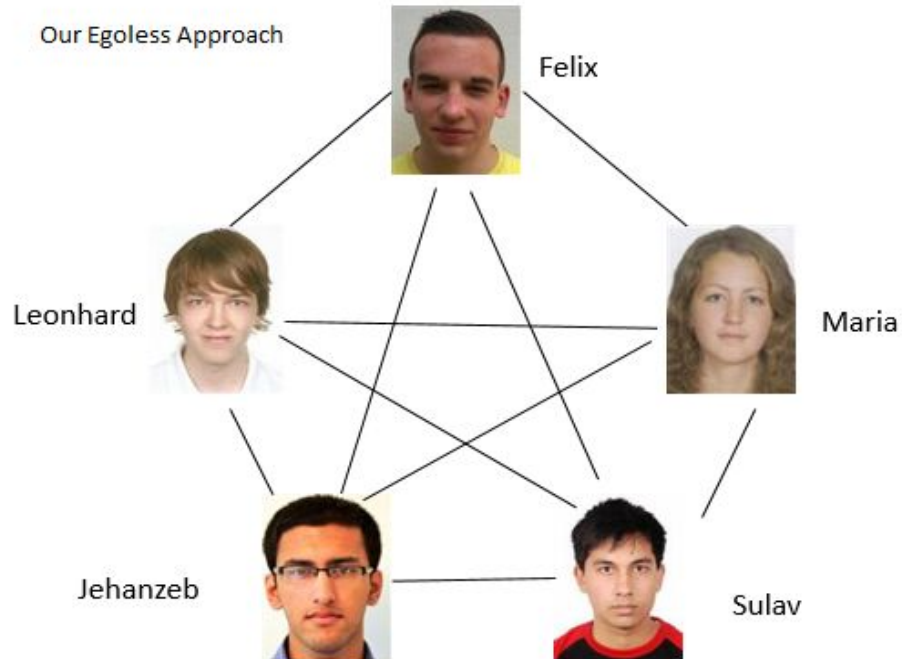 Our Egoless Approach
Felix
Leonhard
Maria
Jehanzeb
Sulav